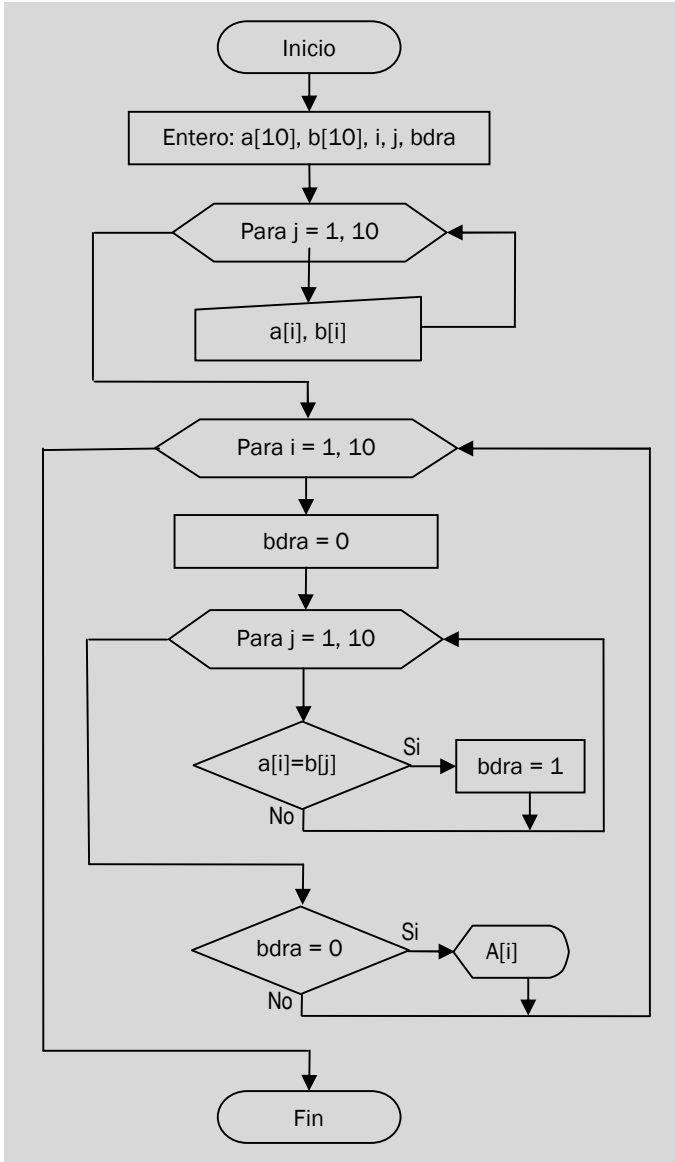 Inicio
Entero: a[10], b[10], i, j, bdra
Para j = 1, 10
a[i], b[i]
Para i = 1, 10
bdra = 0
Para j = 1, 10
a[i]=b[j]
Si
bdra = 1
No
bdra = 0
Si
A[i]
No
Fin